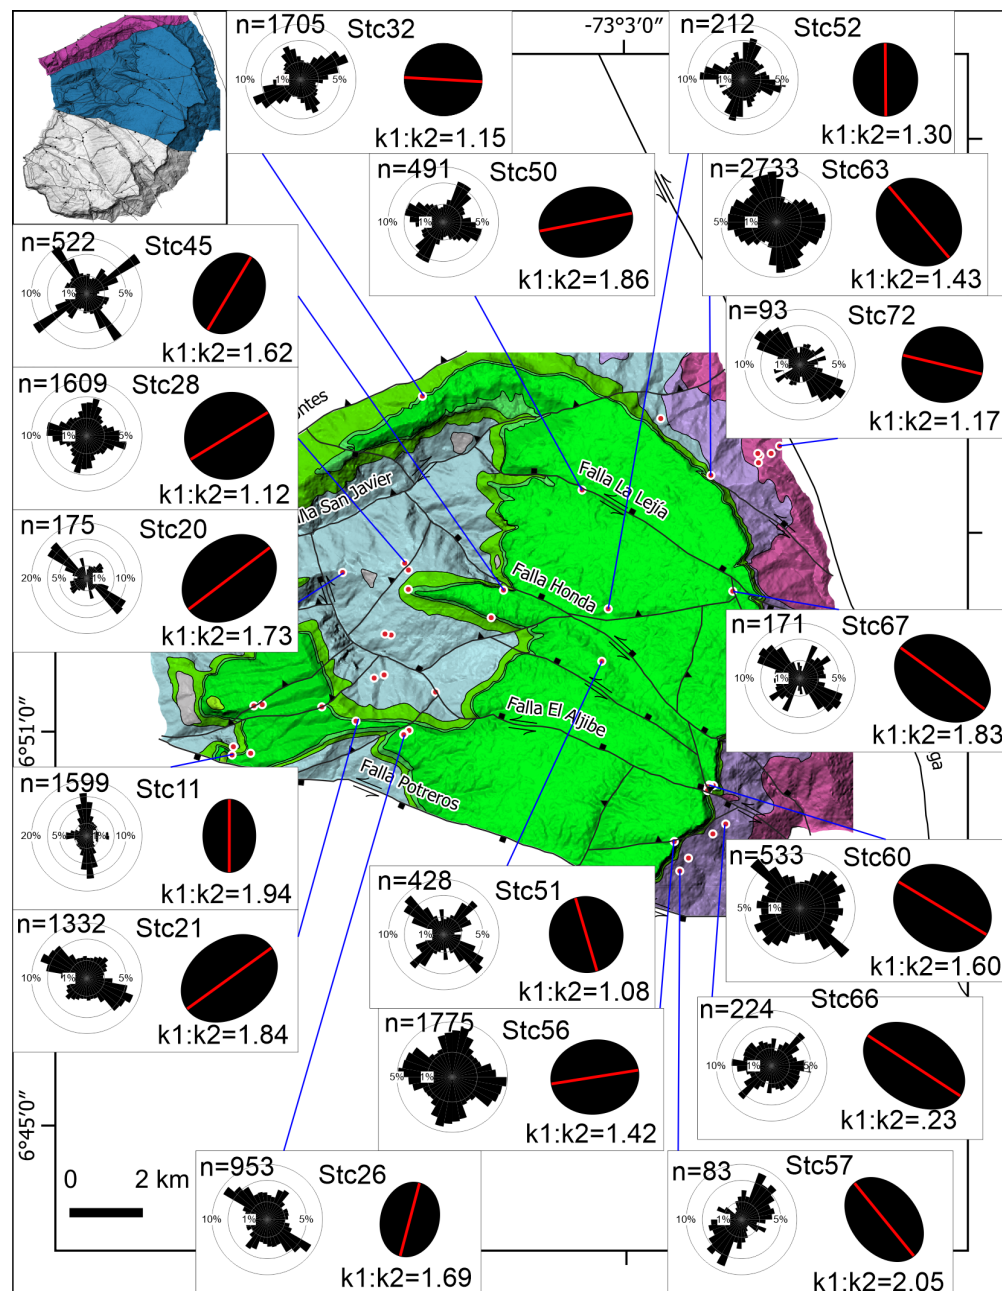 n=1705
Stc32
10%
1%
5%
k1:k2=1.15
-73°3′0″
n=212
Stc52
10%
1%
5%
k1:k2=1.30
n=491
Stc50
10%
1%
5%
k1:k2=1.86
n=2733
Stc63
5%
1%
k1:k2=1.43
n=522
Stc45
10%
1%
5%
k1:k2=1.62
n=93
Stc72
10%
1%
5%
k1:k2=1.17
n=1609
Stc28
10%
1%
5%
k1:k2=1.12
ontes
Falla La Lejía
lla San Javier
n=175
Stc20
20%
5%
1%
10%
k1:k2=1.73
Falla Honda
n=171
Stc67
10%
1%
5%
k1:k2=1.83
6°51′0″
Falla El Aljibe
Falla Potreros
ga
n=1599
Stc11
20%
5%
10%
k1:k2=1.94
n=533
Stc60
5%
1%
k1:k2=1.60
n=428
Stc51
10%
1%
5%
k1:k2=1.08
n=1332
Stc21
10%
1%
5%
k1:k2=1.84
n=1775
Stc56
5%
1%
k1:k2=1.42
n=224
Stc66
10%
1%
5%
k1:k2=.23
6°45′0″
0 2 km
n=953
Stc26
10%
1%
5%
k1:k2=1.69
n=83
Stc57
10%
1%
5%
k1:k2=2.05